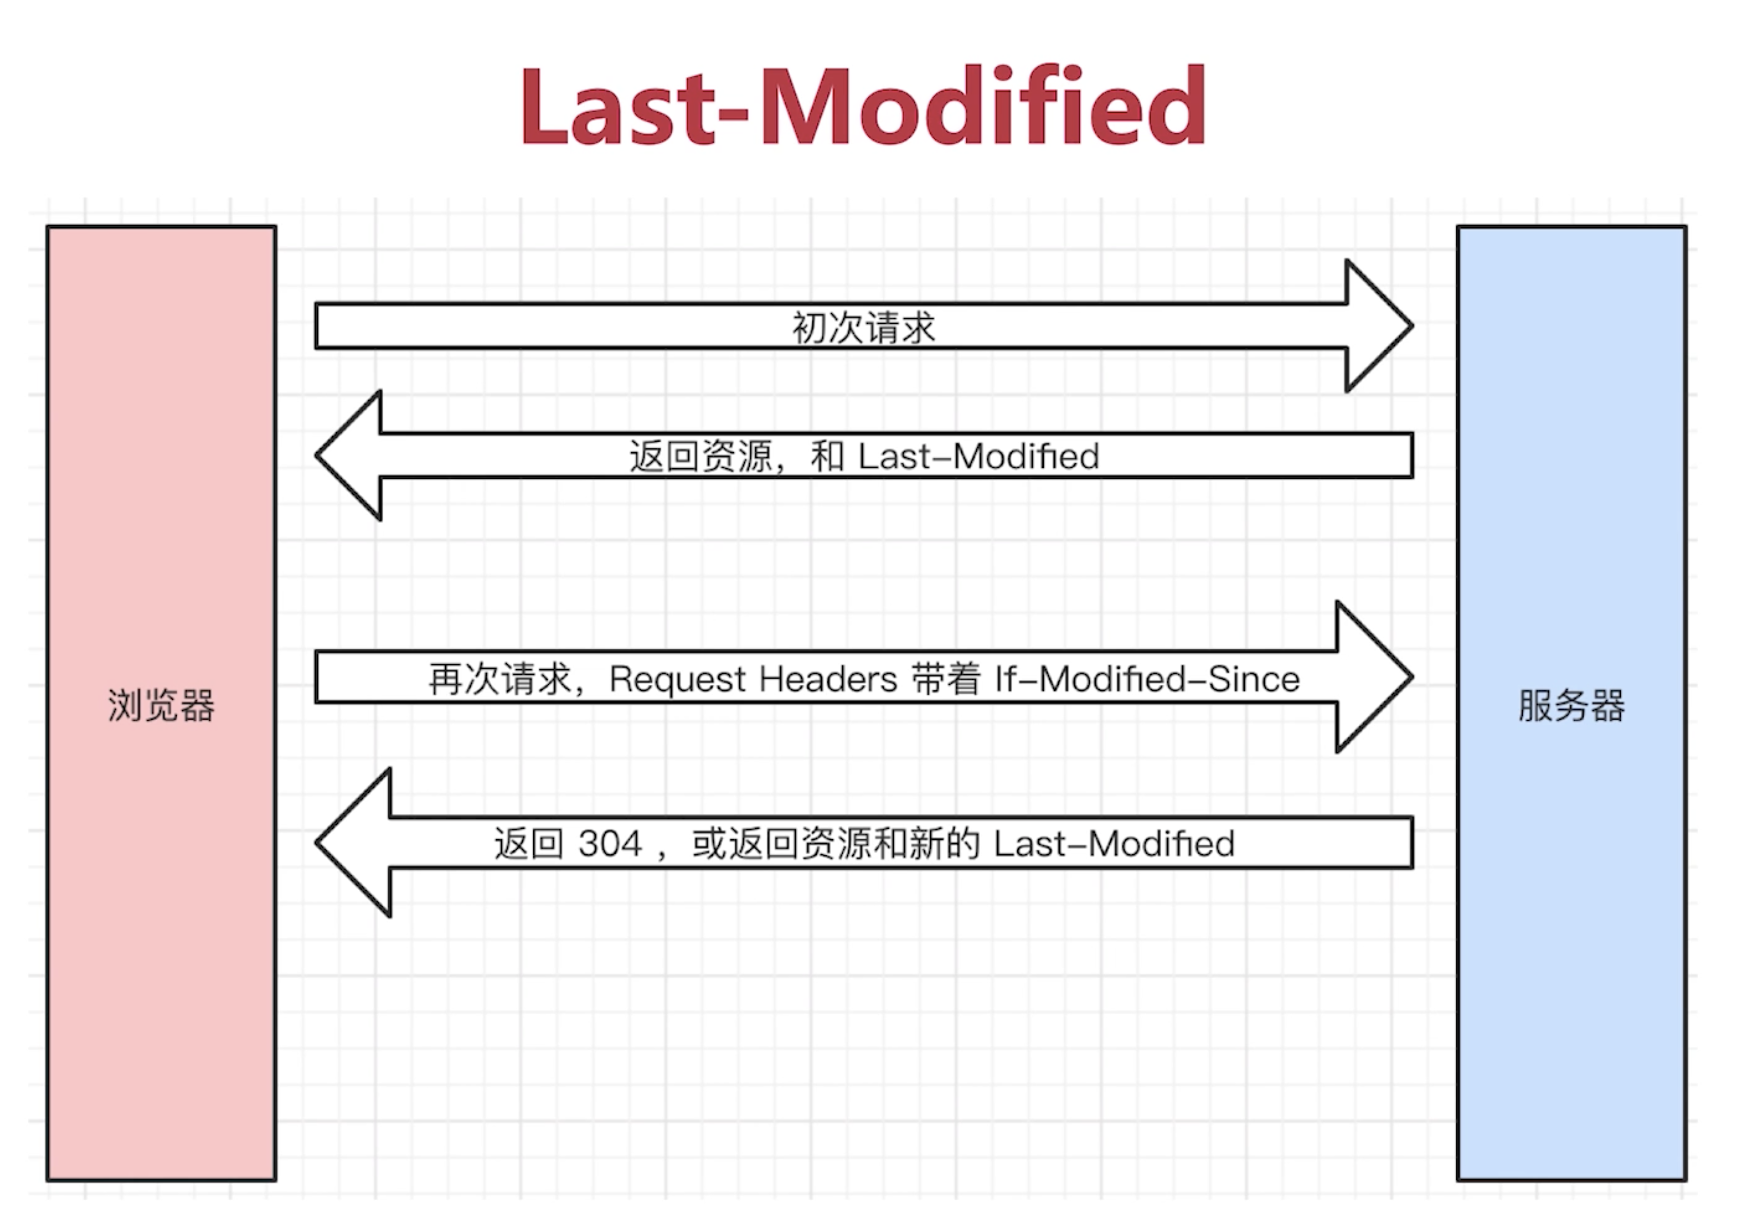 Last-Modified
初次请求
返回资源，和 Last-Modified
再次请求，Request Headers 带着 If-Modified-Since
浏览器
服务器
返回 304 ，或返回资源和新的 Last-Modified